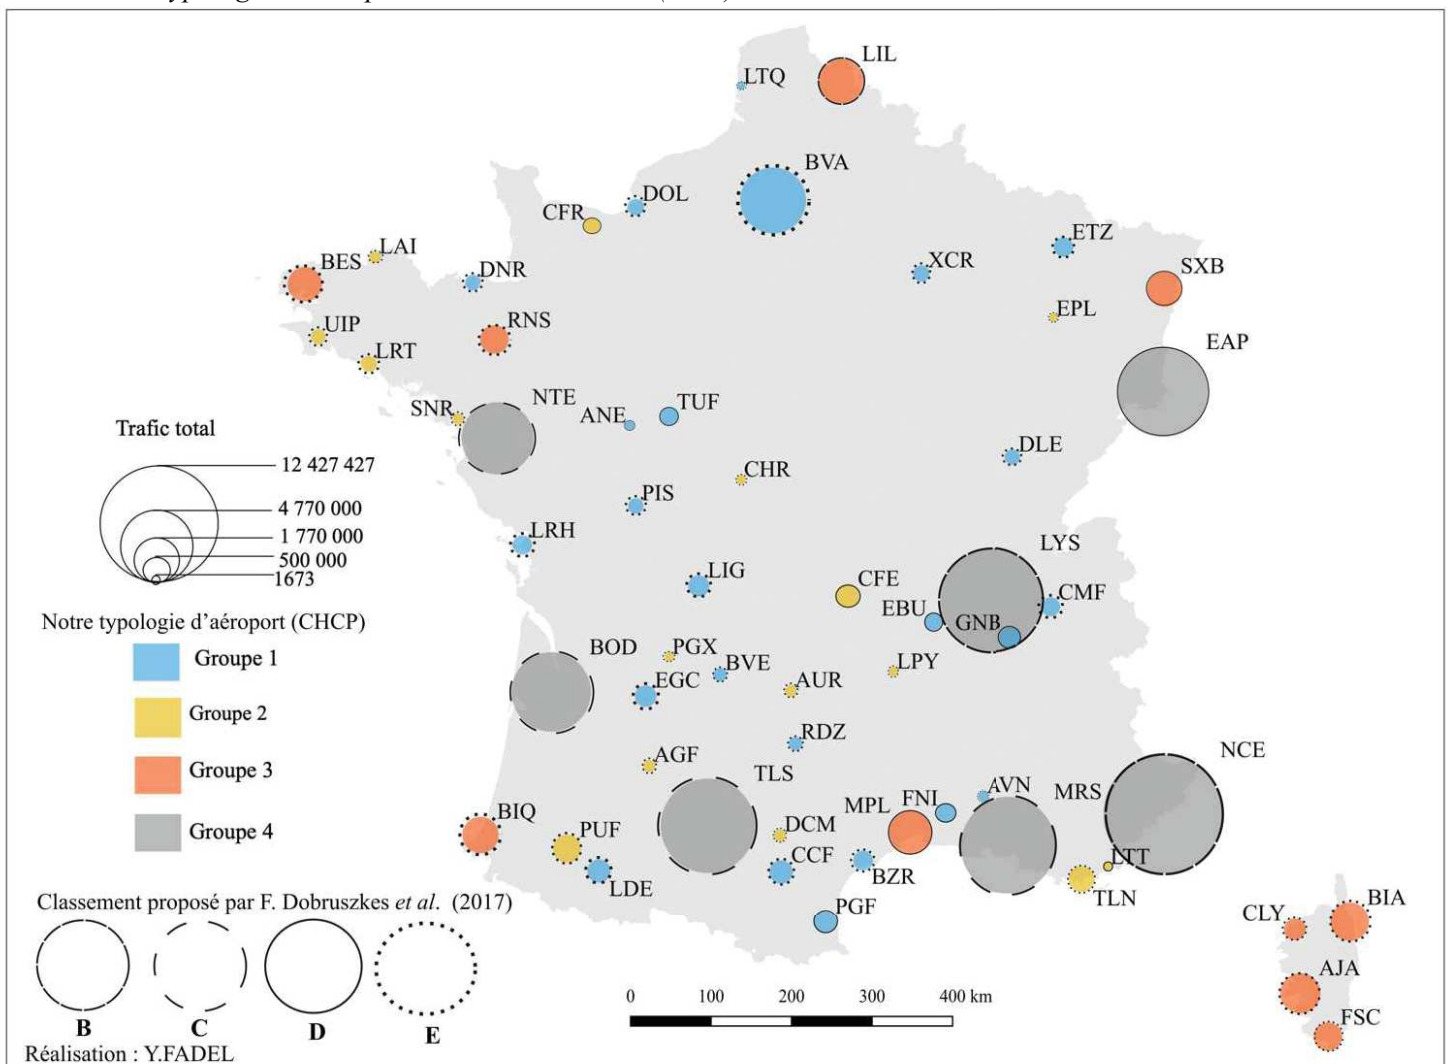 LIL
LTQ
BVA
DOL
CFR
ETZ
LAI
BES
DNR
XCR
SXB
UIP
RNS
EPL
LRT
EAP
SNR
NTE
ANE
TUF
Trafic total
DLE
12 427 427
CHR
4 770 000
PIS
1 770 000
LRH
500 000
LYS
1673
LIG
CFE
CMF
EBU
GNB
Notre typologie d'aéroport (CHCP)
BOD
PGX
Groupe 1
BVE
LPY
EGC
AUR
Groupe 2
RDZ
NCE
AGF
TLS
Groupe 3
AVN
MRS
MPL
FNI
BIQ
PUF
DCM
Groupe 4
CCF
LTT
LDE
BZR
TLN
Classement proposé par F. Dobruszkes et al. (2017)
PGF
CLY
BIA
AJA
0 100 200 300 400 km
FSC
B C D E
Réalisation : Y.FADEL